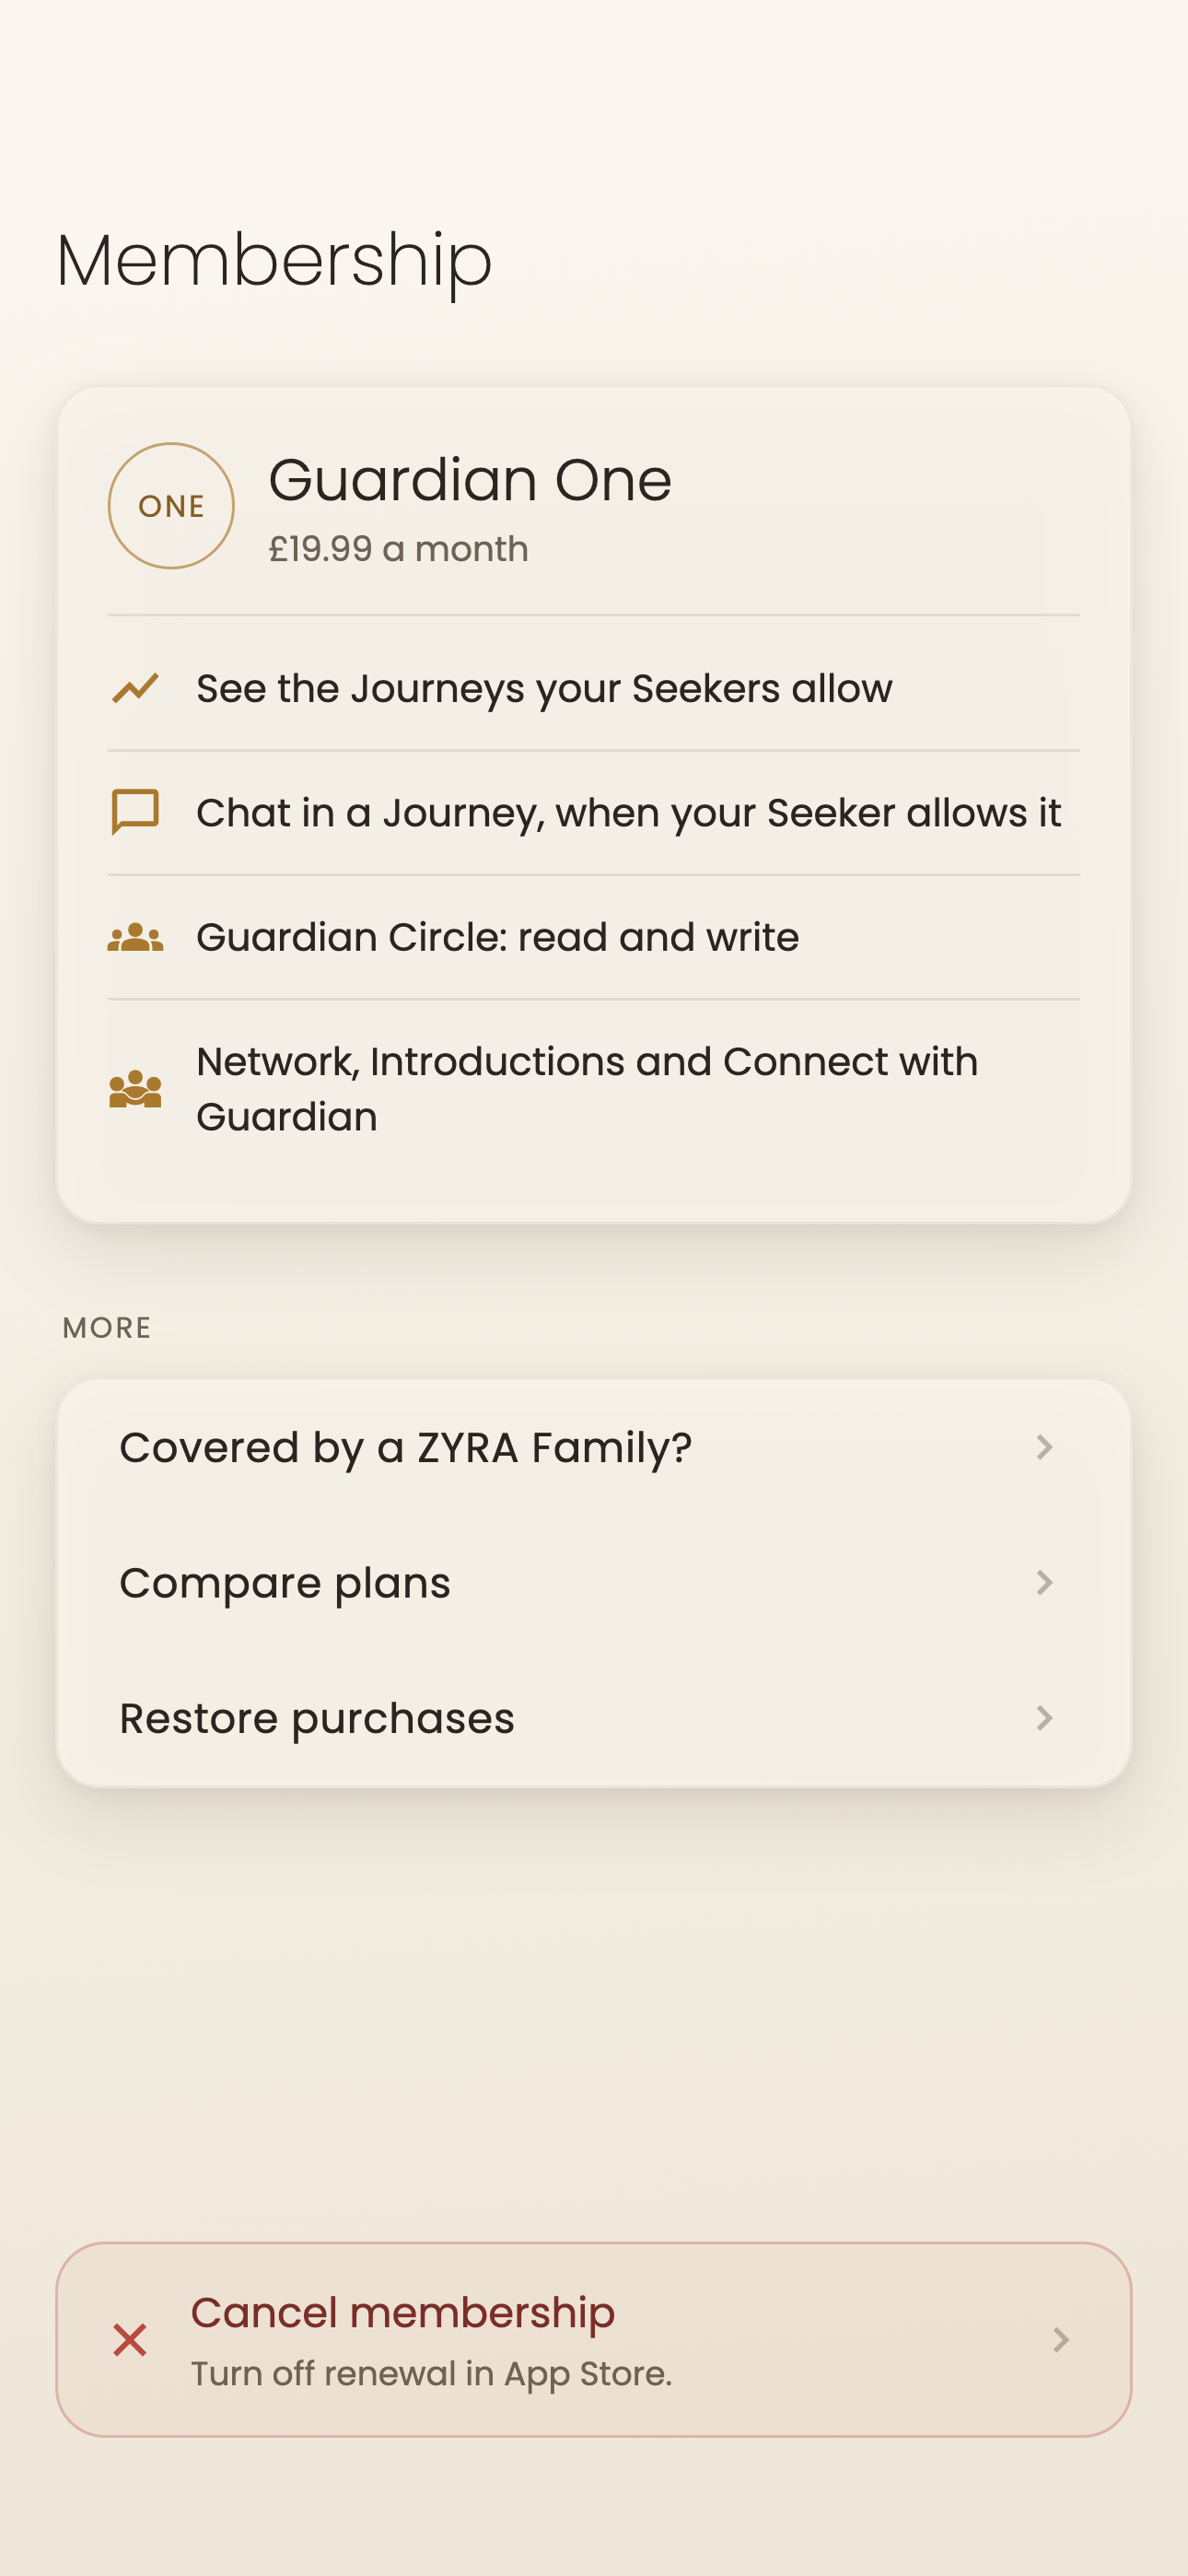 Membership
ONE
Guardian One
£19.99 a month
See the Journeys your Seekers allow
Chat in a Journey, when your Seeker allows it
Guardian Circle: read and write
Network, Introductions and Connect with
Guardian
MORE
Covered by a ZYRA Family?
Compare plans
Restore purchases
Cancel membership
Turn off renewal in App Store.